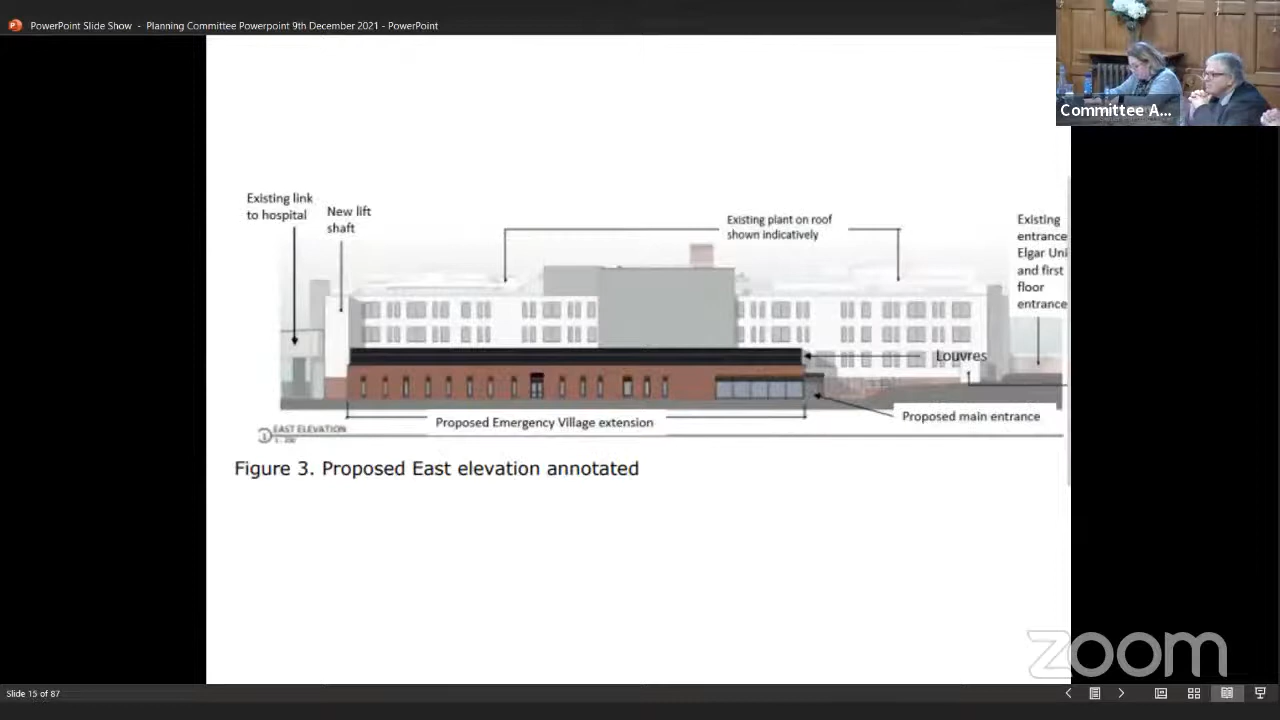 PowerPoint Slide Show - Planning Committee Powerpoint 9th December 2021 - PowerPoint
Committee A...
Existing link
to hospital
New lift
shaft
Existing plant on roof
shown indicatively
Existing
entrance
Elgar Uni
and first
floor
entrance
Louvres
Proposed main entrance
Proposed Emergency Village extension
1
EAST ELEVATION
Figure 3. Proposed East elevation annotated
zoom
Slide 15 of 87